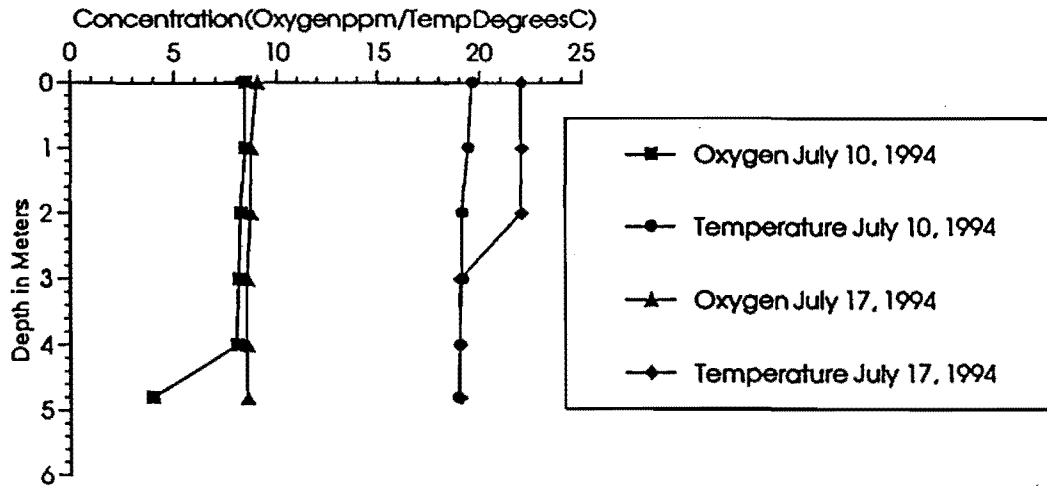 Concentration(Oxygenppm/TempDegreesC)
0 5 10 15 20 25
0
1
2
3
4
5
6
Depth in Meters
Oxygen July 10, 1994
Temperature July 10, 1994
Oxygen July 17, 1994
Temperature July 17, 1994